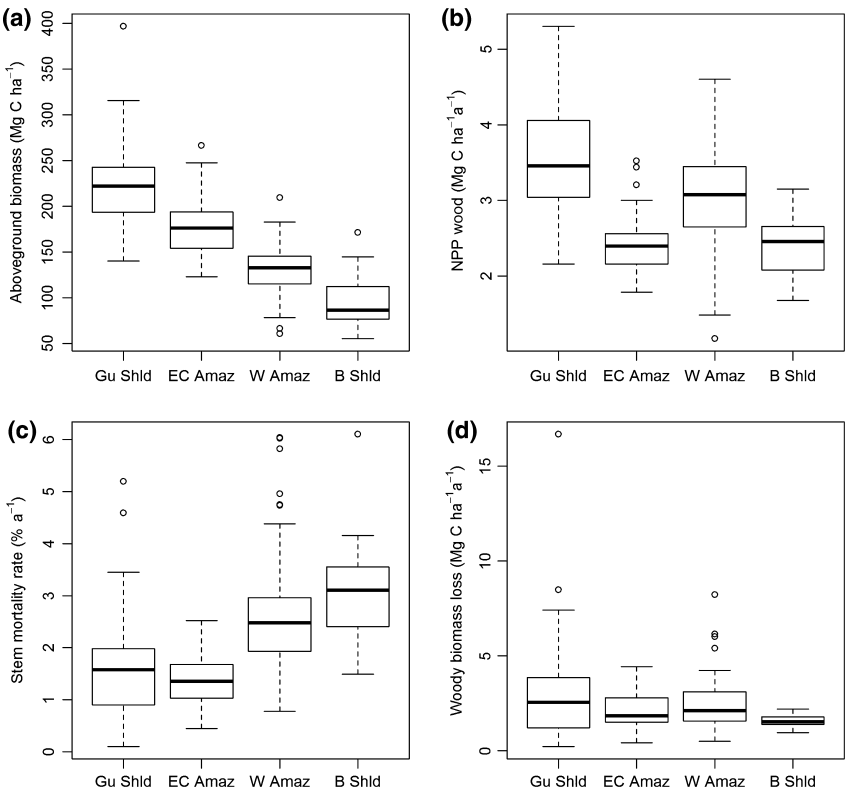 (a)
Aboveground biomass (Mg C ha⁻¹)
400
350
300
250
200
150
100
50
Gu Shld EC Amaz W Amaz B Shld
(b)
NPP wood (Mg C ha⁻¹a⁻¹)
5
4
3
2
Gu Shld EC Amaz W Amaz B Shld
(c)
Stem mortality rate (% a⁻¹)
6
5
4
3
2
1
0
Gu Shld EC Amaz W Amaz B Shld
(d)
Woody biomass loss (Mg C ha⁻¹a⁻¹)
15
10
5
0
Gu Shld EC Amaz W Amaz B Shld